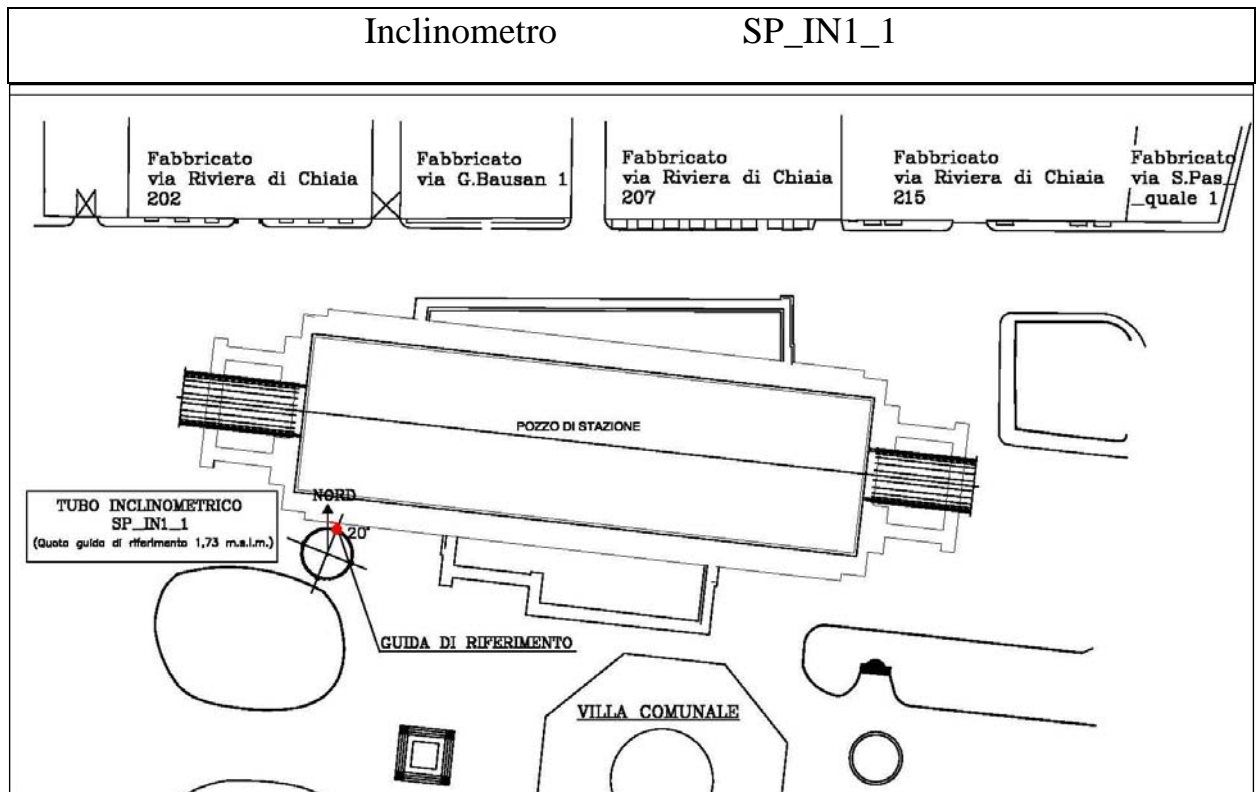 Inclinometro SP_IN1_1
Fabbricato
via Riviera di Chiaia
202
Fabbricato
via G.Bausan 1
Fabbricato
via Riviera di Chiaia
207
Fabbricato
via Riviera di Chiaia
215
Fabbricato
via S.Pas_
_quale 1
POZZO DI STAZIONE
NORD
20°
TUBO INCLINOMETRICO
SP_IN1_1
(Quota guida di riferimento 1,73 m.s.l.m.)
GUIDA DI RIFERIMENTO
VILLA COMUNALE